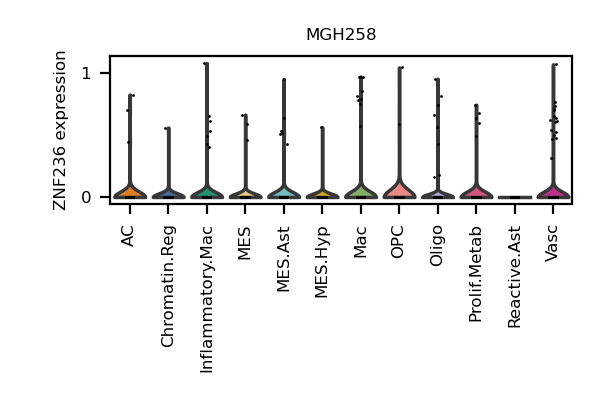 MGH258
ZNF236 expression
1
0
AC
Chromatin.Reg
Inflammatory.Mac
MES
MES.Ast
MES.Hyp
Mac
OPC
Oligo
Prolif.Metab
Reactive.Ast
Vasc